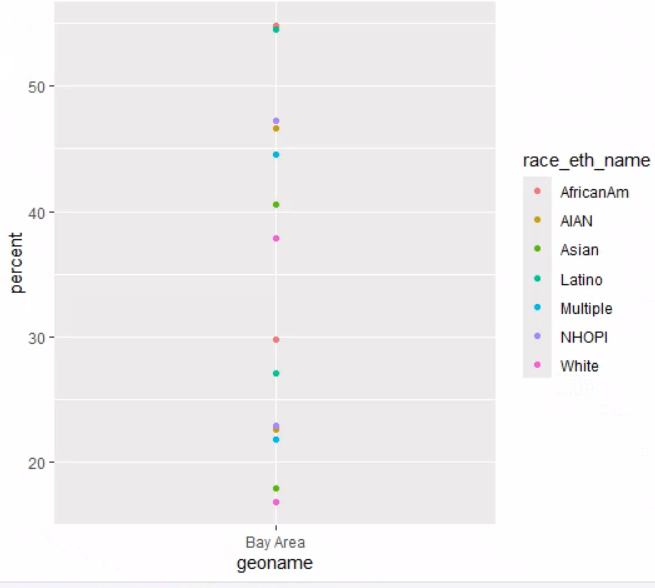 50
40
30
20
percent
Bay Area
geoname
race_eth_name
AfricanAm
AIAN
Asian
Latino
Multiple
NHOPI
White